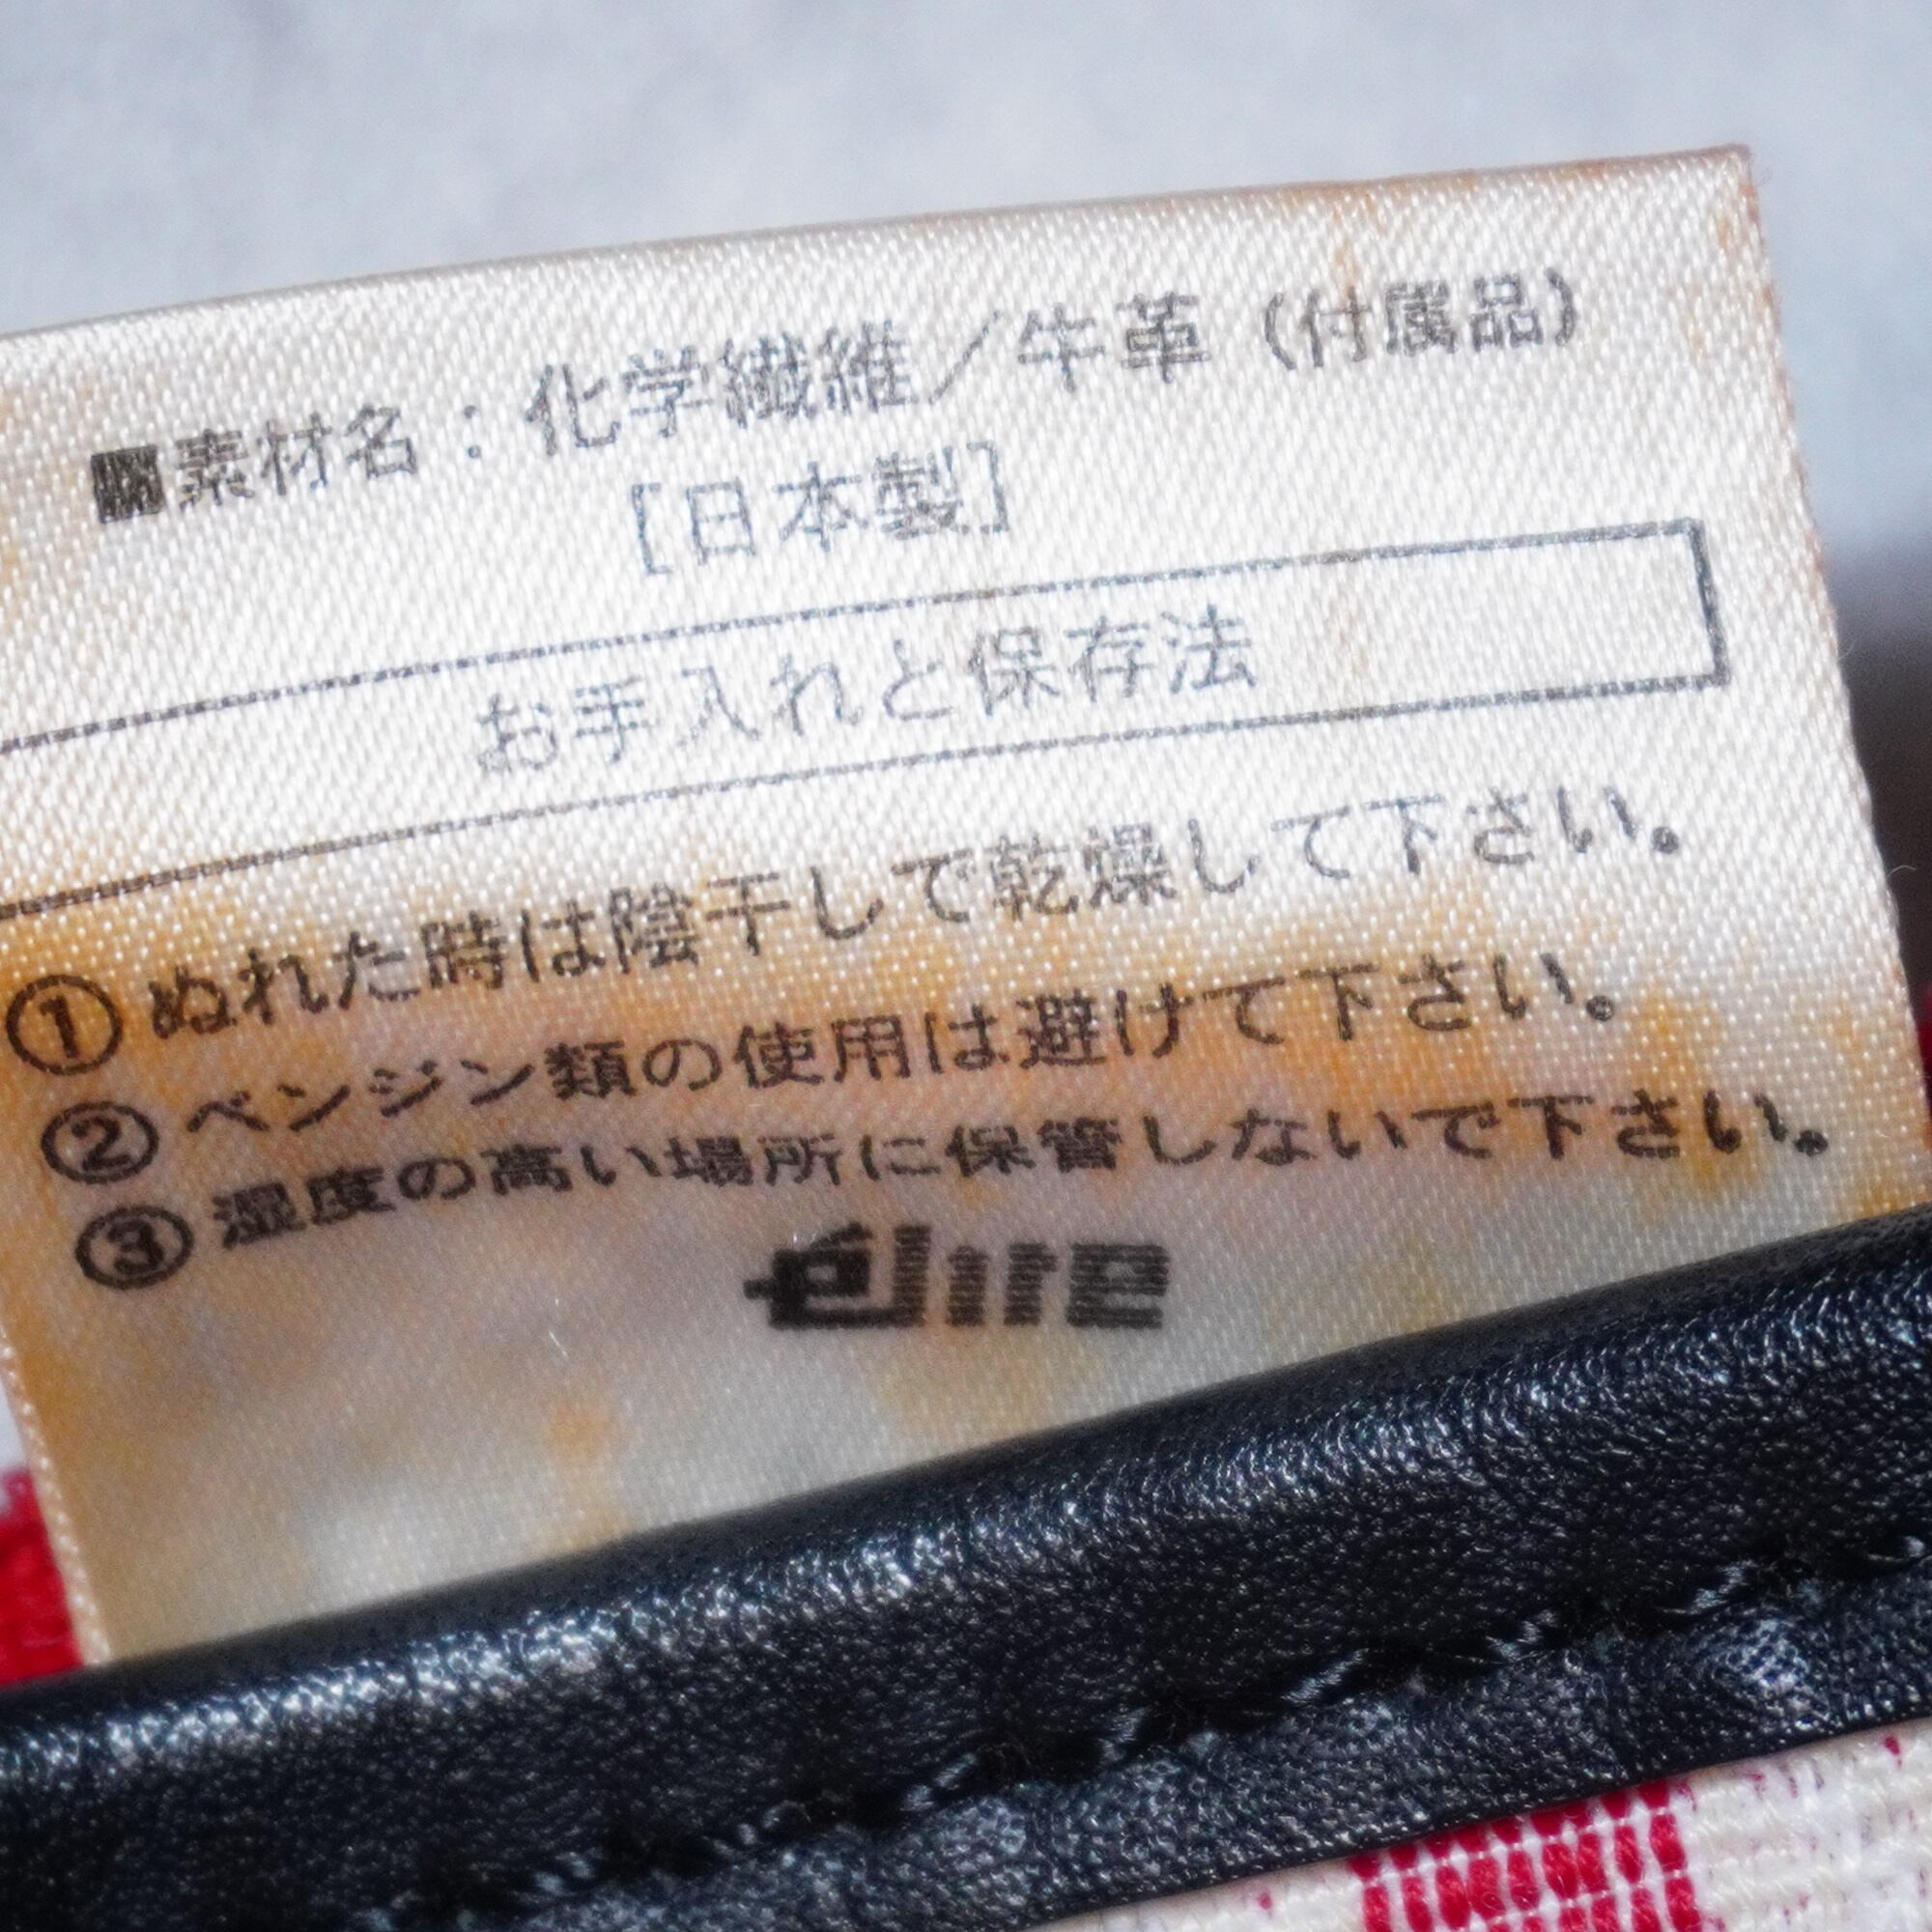 ■素材名：化学繊維／牛革（付属品）
[日本製]
お手入れと保存法
① ぬれた時は陰干しで乾燥して下さい。
② ベンジン類の使用は避けて下さい。
③ 湿度の高い場所に保管しないで下さい。